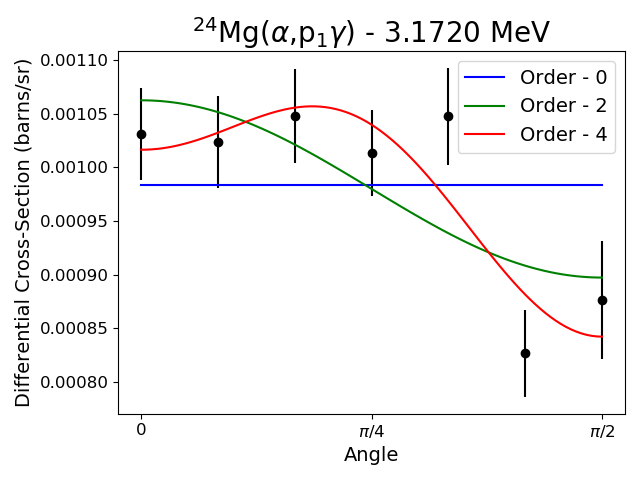 ²⁴Mg(α,p₁γ) - 3.1720 MeV
Order - 0
Order - 2
Order - 4
Differential Cross-Section (barns/sr)
0.00110
0.00105
0.00100
0.00095
0.00090
0.00085
0.00080
0 π/4 π/2
Angle